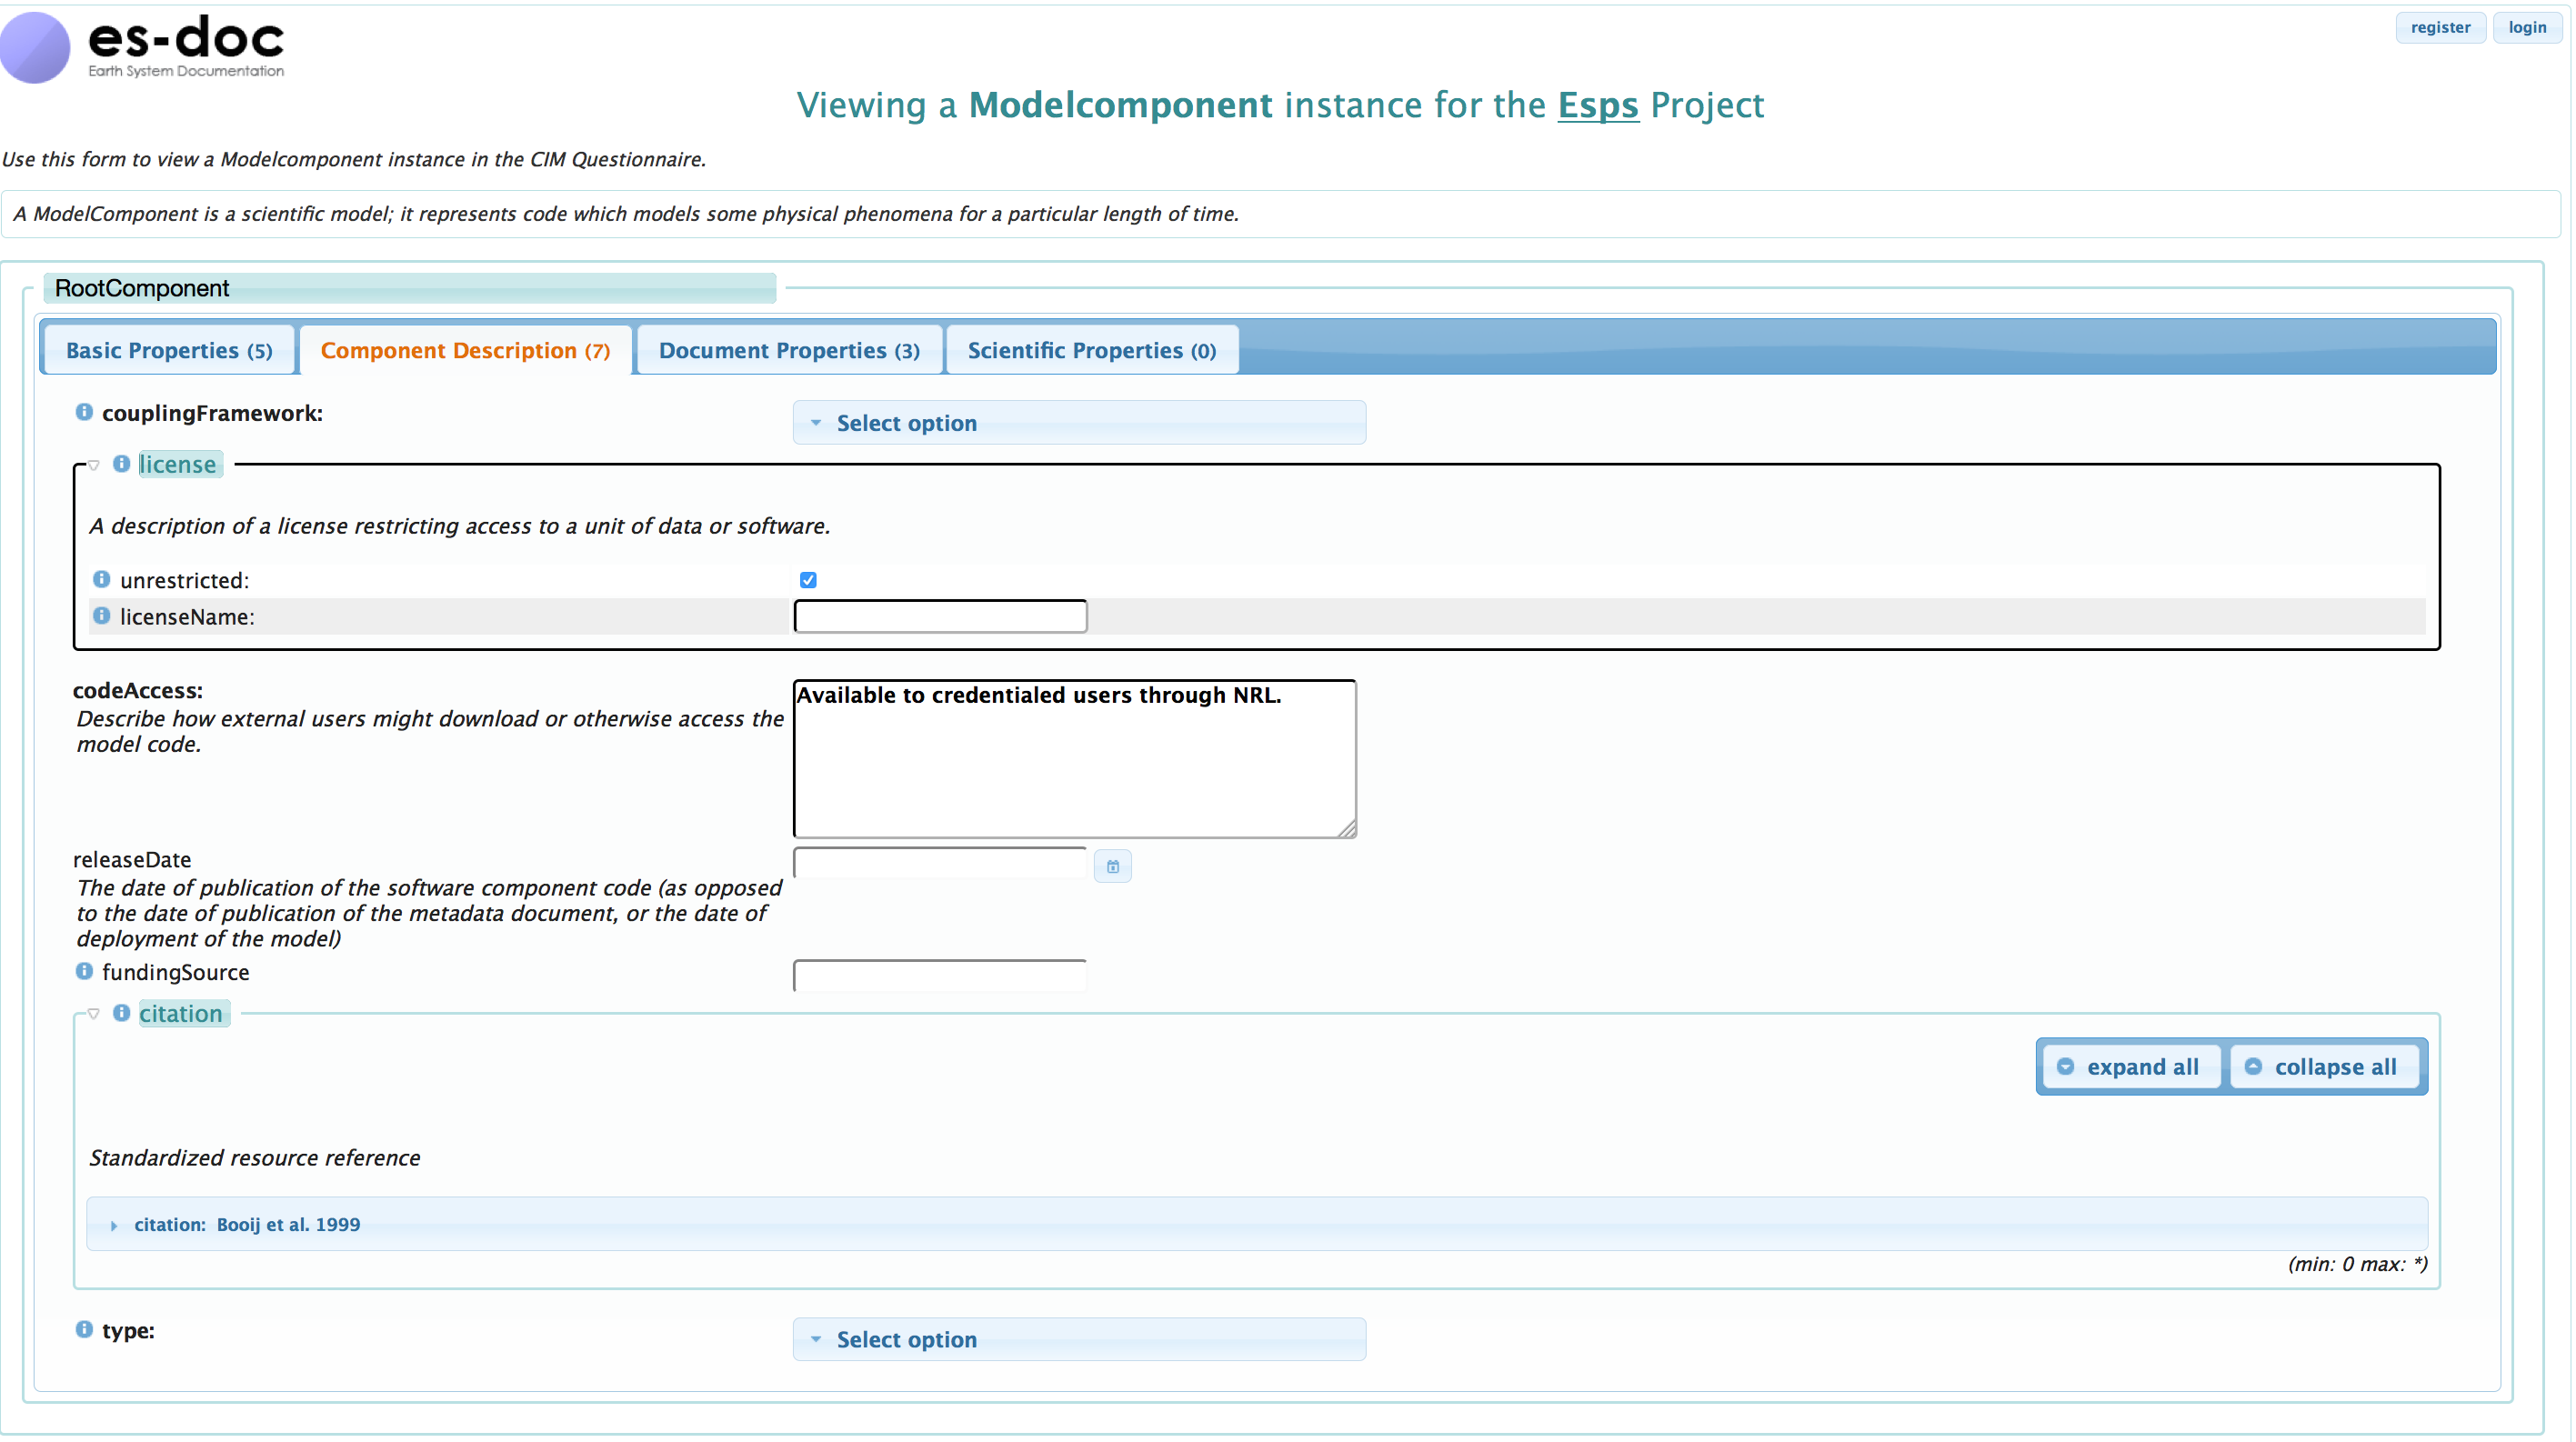 es-doc
Earth System Documentation
register
login
Viewing a Modelcomponent instance for the Esps Project
Use this form to view a Modelcomponent instance in the CIM Questionnaire.
A ModelComponent is a scientific model; it represents code which models some physical phenomena for a particular length of time.
RootComponent
Basic Properties (5)
Component Description (7)
Document Properties (3)
Scientific Properties (0)
couplingFramework:
Select option
license
A description of a license restricting access to a unit of data or software.
unrestricted:
licenseName:
codeAccess:
Describe how external users might download or otherwise access the
model code.
Available to credentialed users through NRL.
releaseDate
The date of publication of the software component code (as opposed
to the date of publication of the metadata document, or the date of
deployment of the model)
fundingSource
citation
expand all
collapse all
Standardized resource reference
citation: Booij et al. 1999
(min: 0 max: *)
type:
Select option